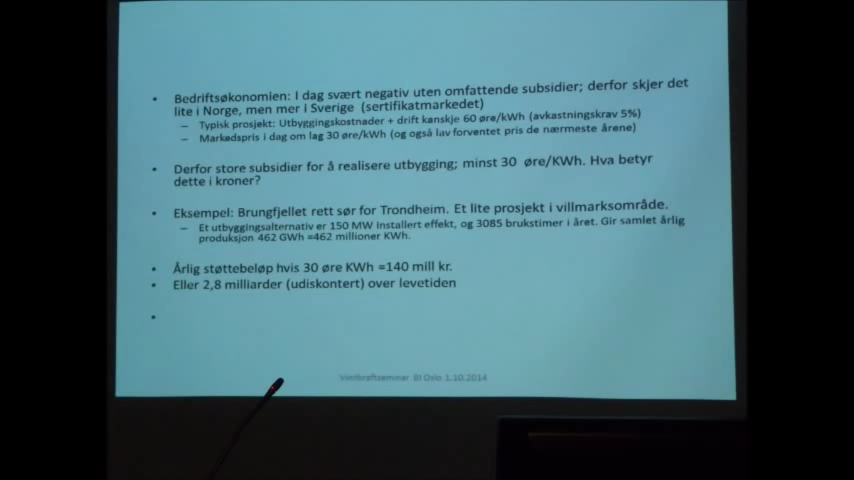 • Bedriftsøkonomien: I dag svært negativ uten omfattende subsidier; derfor skjer det
lite i Norge, men mer i Sverige (sertifikatmarkedet)
– Typisk prosjekt: Utbyggingskostnader + drift kanskje 60 øre/kWh (avkastningskrav 5%)
– Markedspris i dag om lag 30 øre/kWh (og også lav forventet pris de nærmeste årene)
• Derfor store subsidier for å realisere utbygging; minst 30 øre/KWh. Hva betyr
dette i kroner?
• Eksempel: Brungfjellet rett sør for Trondheim. Et lite prosjekt i villmarksområde.
– Et utbyggingsalternativ er 150 MW installert effekt, og 3085 brukstimer i året. Gir samlet årlig
produksjon 462 GWh =462 millioner KWh.
• Årlig støttebeløp hvis 30 øre KWh =140 mill kr.
• Eller 2,8 milliarder (udiskontert) over levetiden
•
Vindkraftseminar BI Oslo 1.10.2014